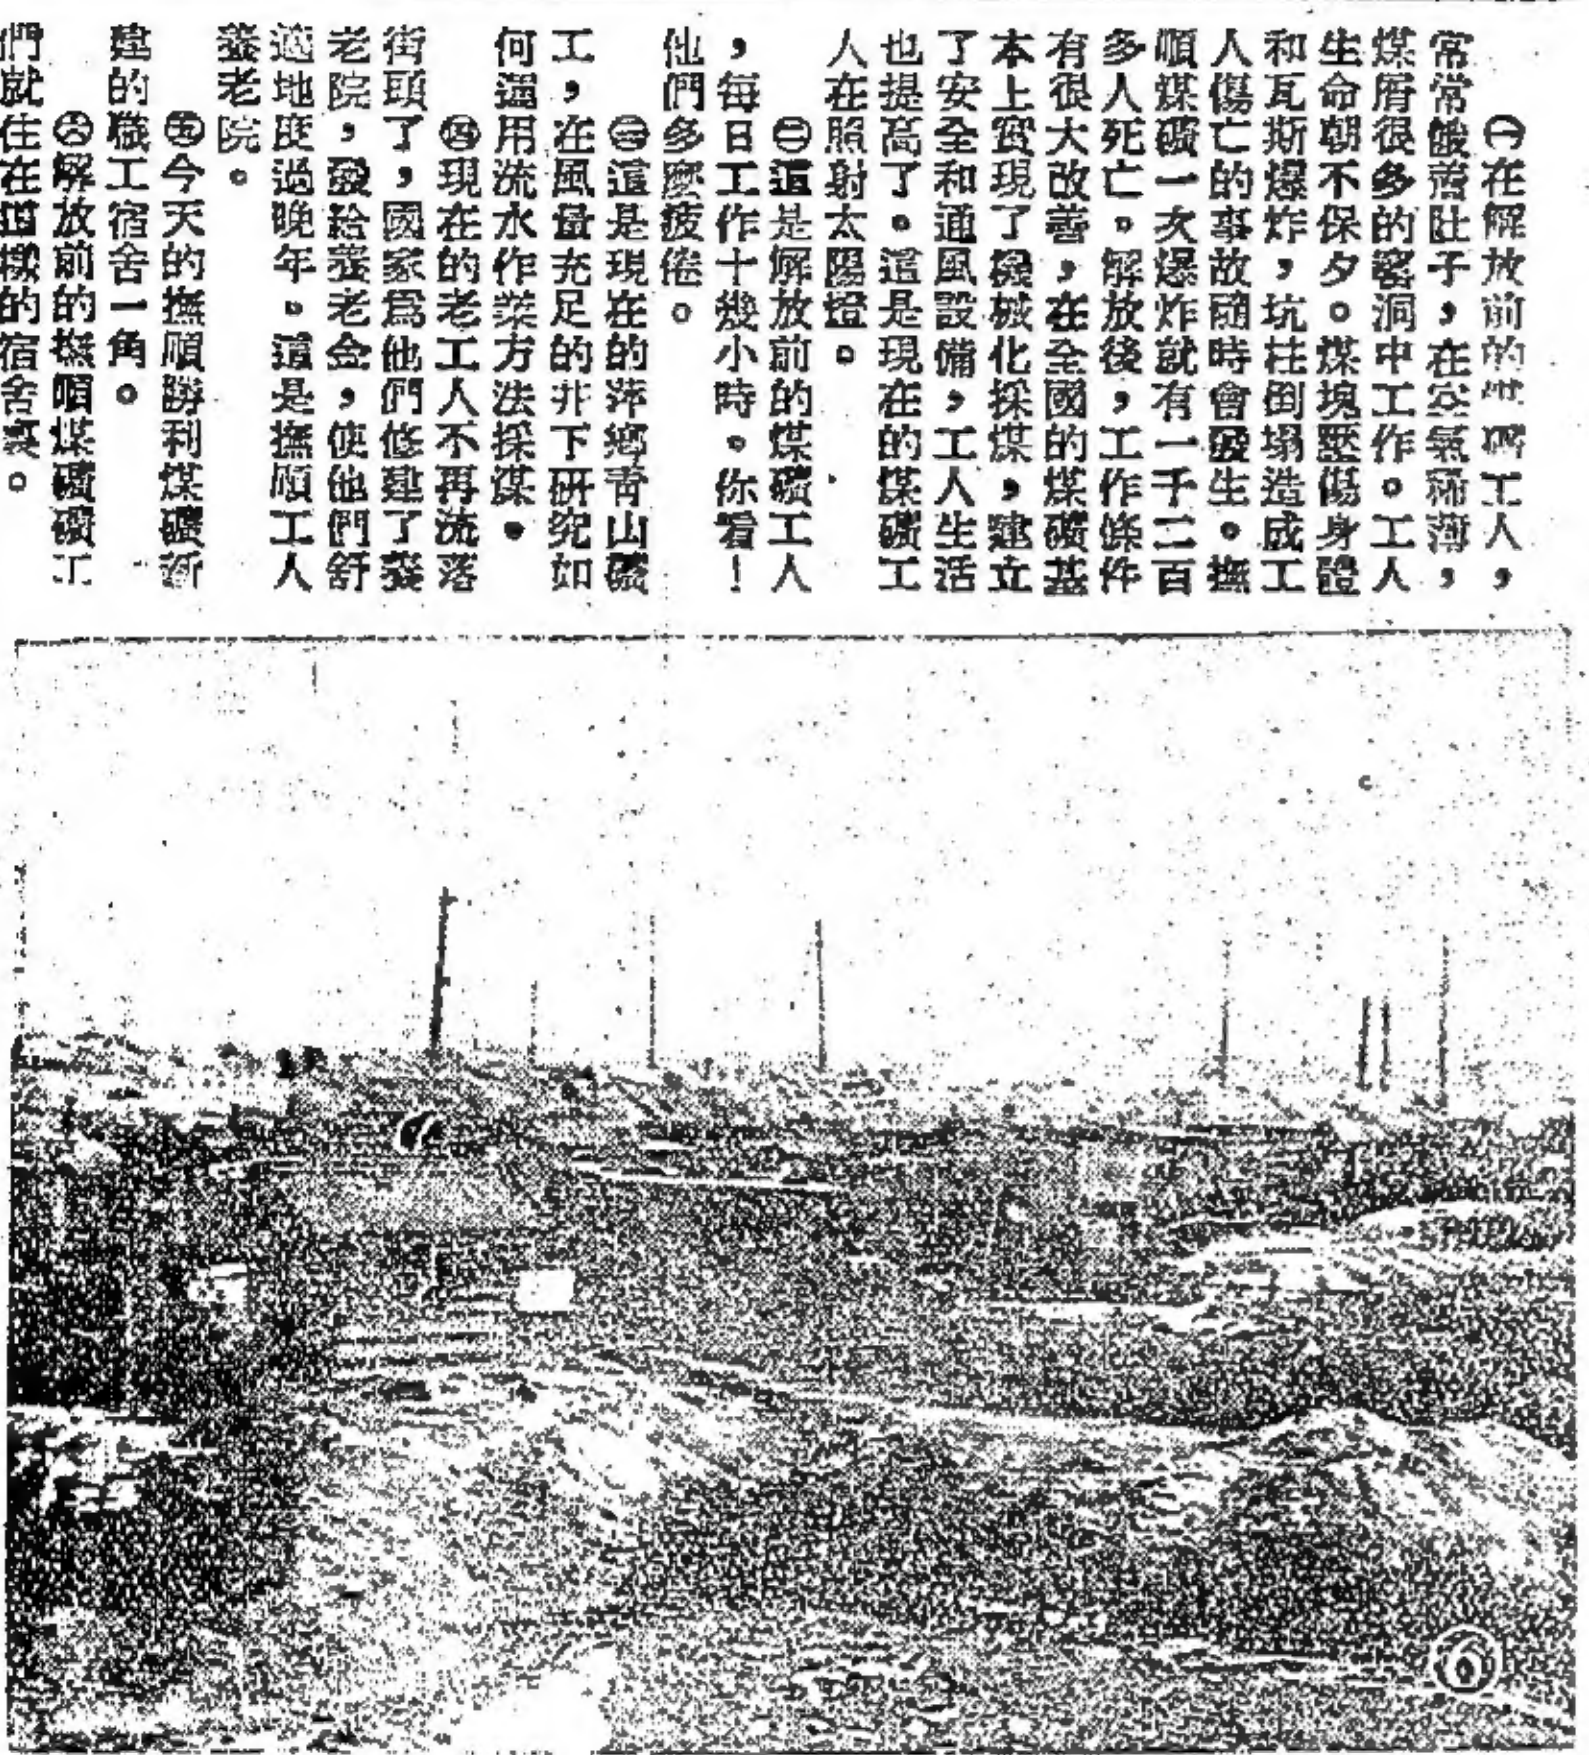 ㊀在解放前的煤礦工人，
常常餓着肚子，在空氣稀薄，
煤屑很多的窰洞中工作。工人
生命朝不保夕。煤塊壓傷身體
和瓦斯爆炸，坑柱倒塌造成工
人傷亡的事故隨時會發生。撫
順煤礦一次爆炸就有一千二百
多人死亡。解放後，工作條件
有很大改善，在全國的煤礦基
本上實現了機械化採煤，建立
了安全和通風設備，工人生活
也提高了。這是現在的煤礦工
人在照射太陽燈。
㊁這是解放前的煤礦工人
，每日工作十幾小時。你看！
他們多麼疲倦。
㊂這是現在的萍鄉青山礦
工，在風量充足的井下研究如
何運用流水作業方法採煤。
㊃現在的老工人不再流落
街頭了，國家爲他們修建了養
老院，發給養老金，使他們舒
適地度過晚年。這是撫順工人
養老院。
㊄今天的撫順勝利煤礦新
建的職工宿舍一角。
㊅解放前的撫順煤礦礦工
們就住在這樣的宿舍裏。
⑥